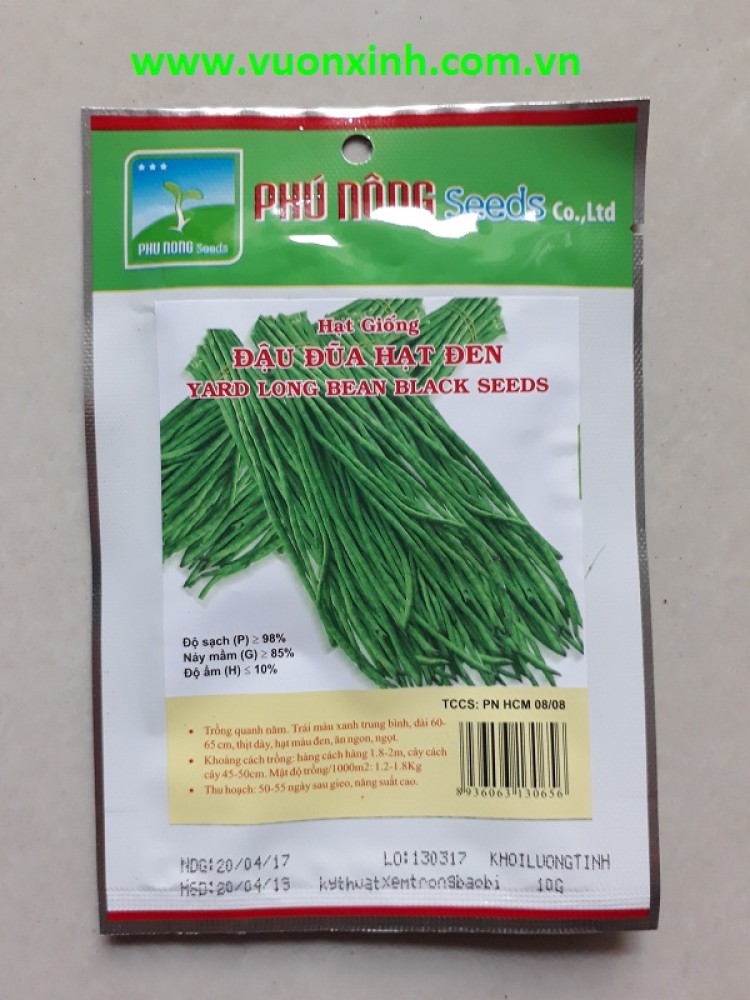 www.vuonxinh.com.vn
PHÚ NÔNG Seeds Co.,Ltd
PHU NONG Seeds
Hạt Giống
ĐẬU ĐŨA HẠT ĐEN
YARD LONG BEAN BLACK SEEDS
Độ sạch (P) ≥ 98%
Nảy mầm (G) ≥ 85%
Độ ẩm (H) ≤ 10%
TCCS: PN HCM 08/08
• Trồng quanh năm. Trái màu xanh trung bình, dài 60-
65 cm, thịt dày, hạt màu đen, ăn ngon, ngọt.
• Khoảng cách trồng: hàng cách hàng 1.8-2m, cây cách
cây 45-50cm. Mật độ trồng/1000m2: 1.2-1.8Kg
• Thu hoạch: 50-55 ngày sau gieo, năng suất cao.
8 936063 130656
NDG:20/04/17 LO:130317 KHOILUONGTINH
HSD:20/04/19 kythuatxemtrongbaobi 10G